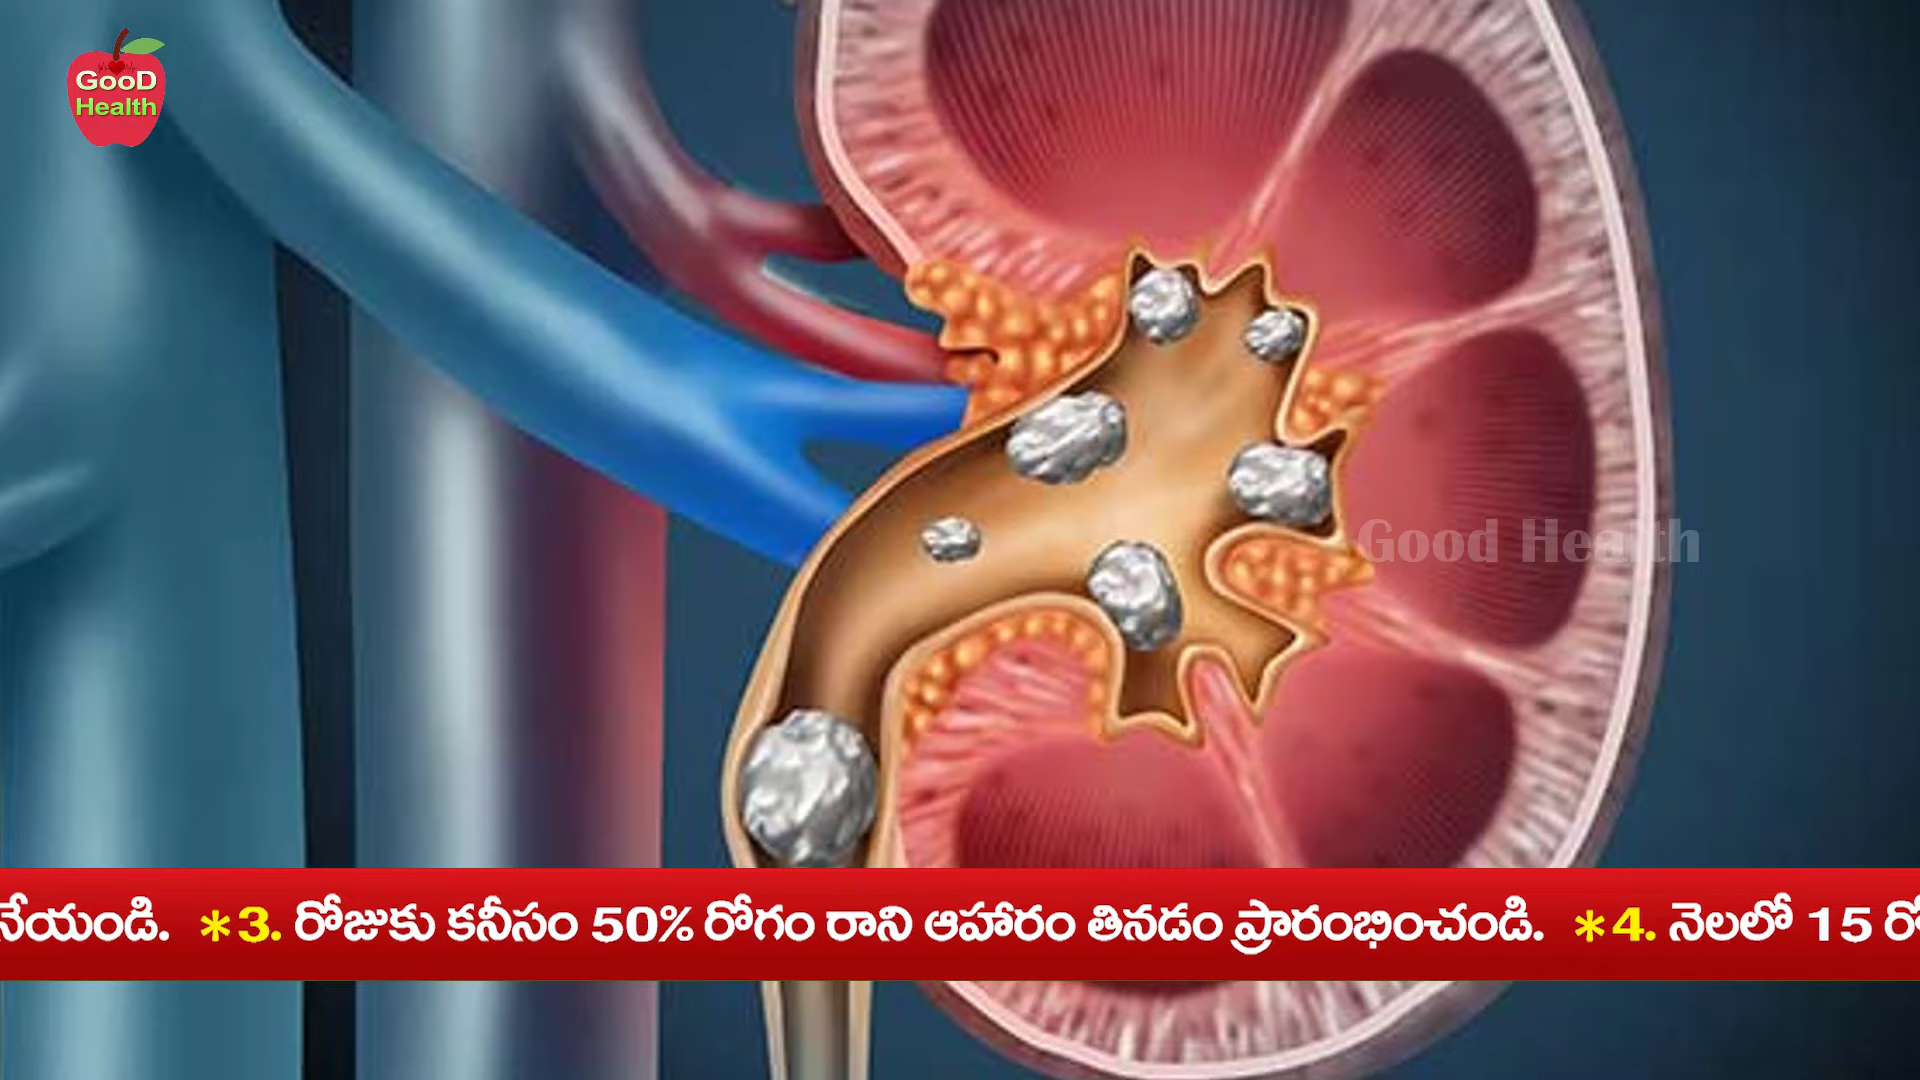 GooD
Health
Good Health
నేయండి. *3. రోజుకు కనీసం 50% రోగం రాని ఆహారం తినడం ప్రారంభించండి. *4. నెలలో 15